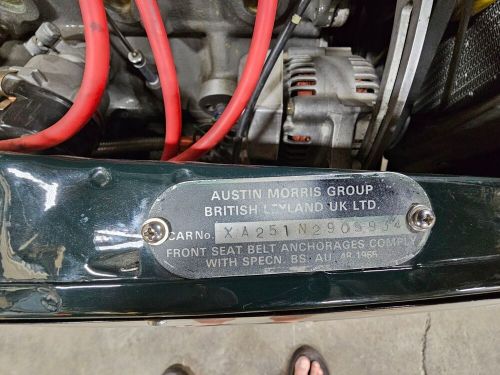 AUSTIN MORRIS GROUP
BRITISH LEYLAND UK LTD.
CAR No. XA2S1N2909934
FRONT SEAT BELT ANCHORAGES COMPLY
WITH SPECN. BS. AU. 48-1965